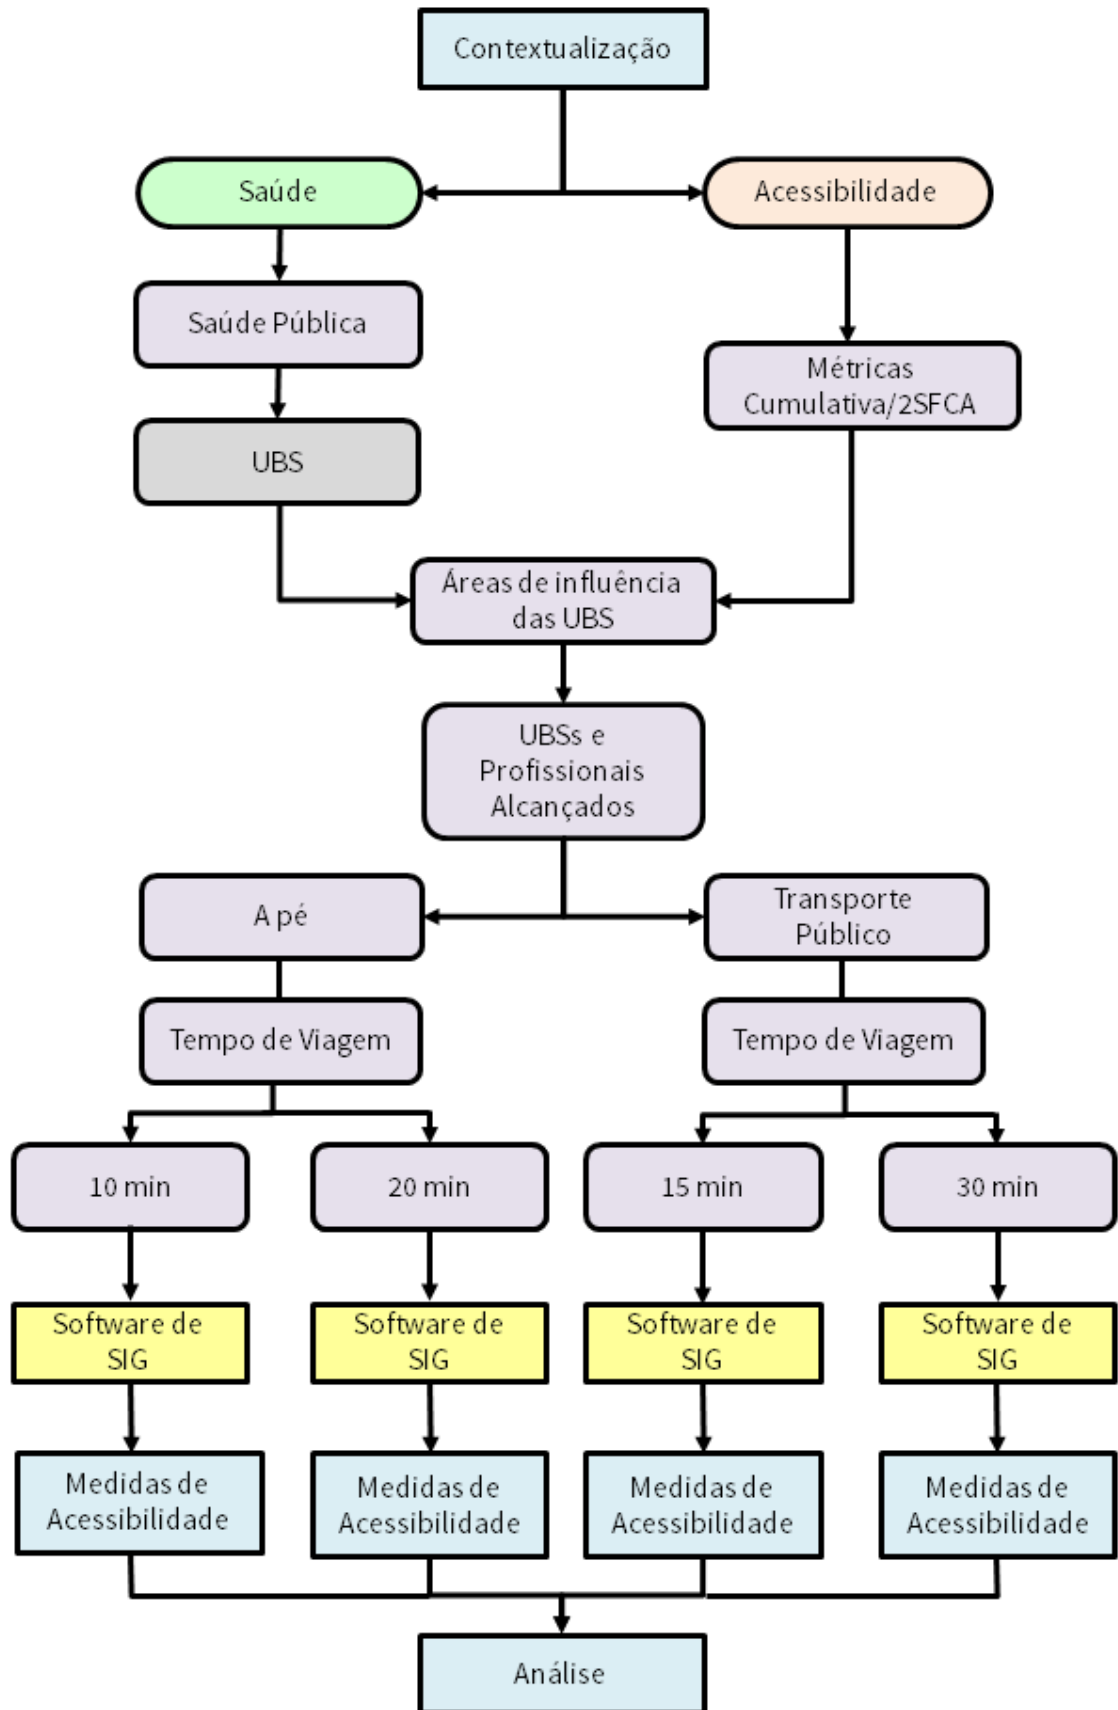 Contextualização
Saúde
Acessibilidade
Saúde Pública
Métricas
Cumulativa/2SFCA
UBS
Áreas de influência
das UBS
UBSs e
Profissionais
Alcançados
A pé
Transporte
Público
Tempo de Viagem
Tempo de Viagem
10 min
20 min
15 min
30 min
Software de
SIG
Software de
SIG
Software de
SIG
Software de
SIG
Medidas de
Acessibilidade
Medidas de
Acessibilidade
Medidas de
Acessibilidade
Medidas de
Acessibilidade
Análise